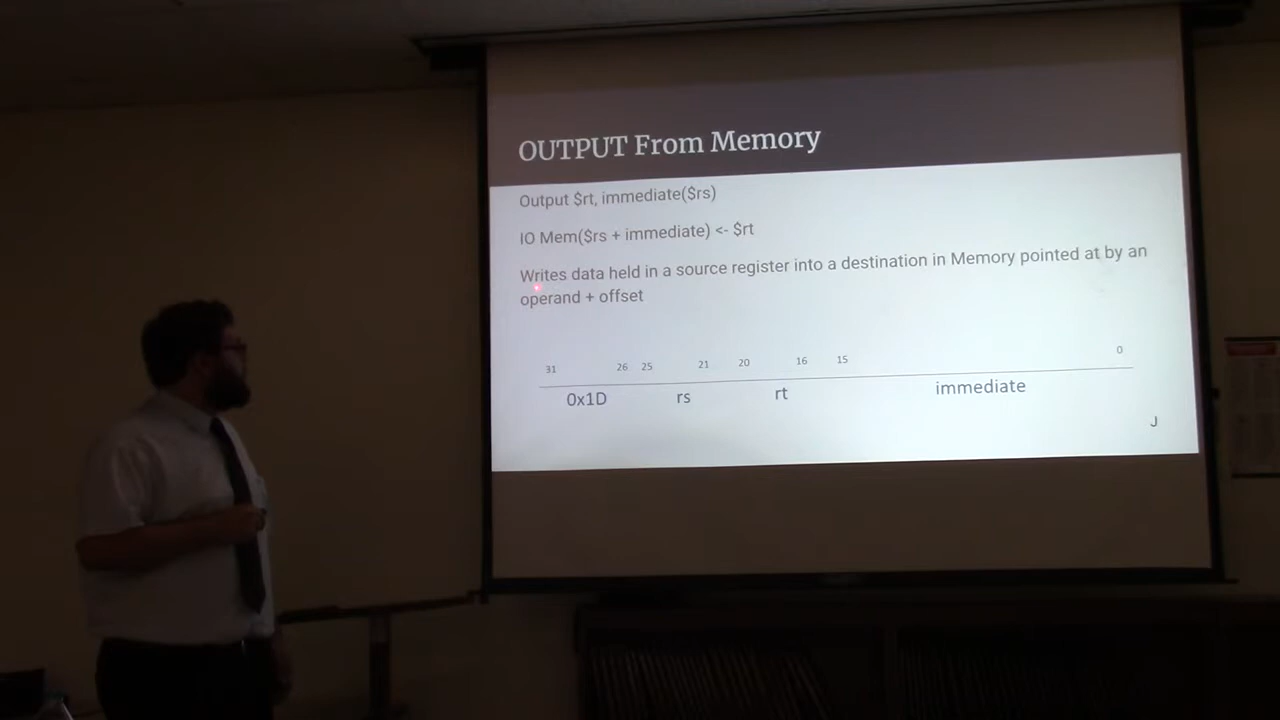 OUTPUT From Memory
Output $rt, immediate($rs)
IO Mem($rs + immediate) <- $rt
Writes data held in a source register into a destination in Memory pointed at by an
operand + offset
31 26 25 21 20 16 15 0
0x1D rs rt immediate
J